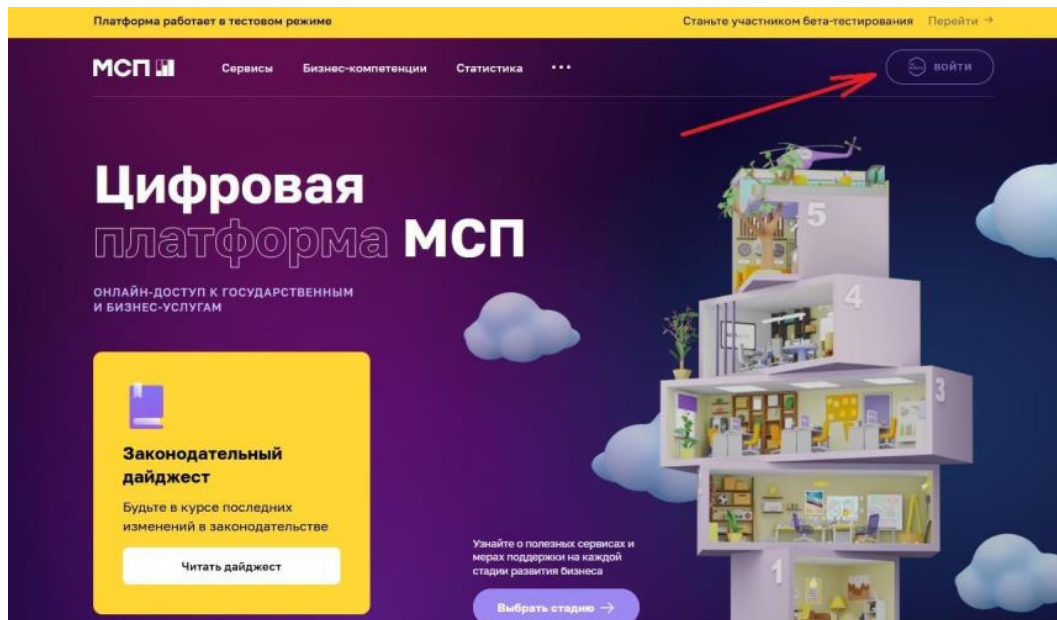 Платформа работает в тестовом режиме
Станьте участником бета-тестирования Перейти →
МСП
Сервисы Бизнес-компетенции Статистика •••
ВОЙТИ
Цифровая
платформа МСП
ОНЛАЙН-ДОСТУП К ГОСУДАРСТВЕННЫМ
И БИЗНЕС-УСЛУГАМ
Законодательный
дайджест
Будьте в курсе последних
изменений в законодательстве
Читать дайджест
Узнайте о полезных сервисах и
мерах поддержки на каждой
стадии развития бизнеса
Выбрать стадию →
5
4
3
1